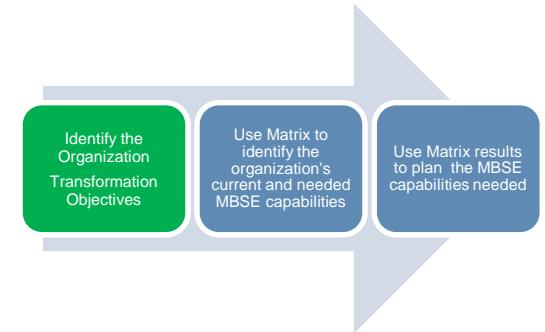 Identify the
Organization
Transformation
Objectives
Use Matrix to
identify the
organization's
current and needed
MBSE capabilities
Use Matrix results
to plan the MBSE
capabilities needed